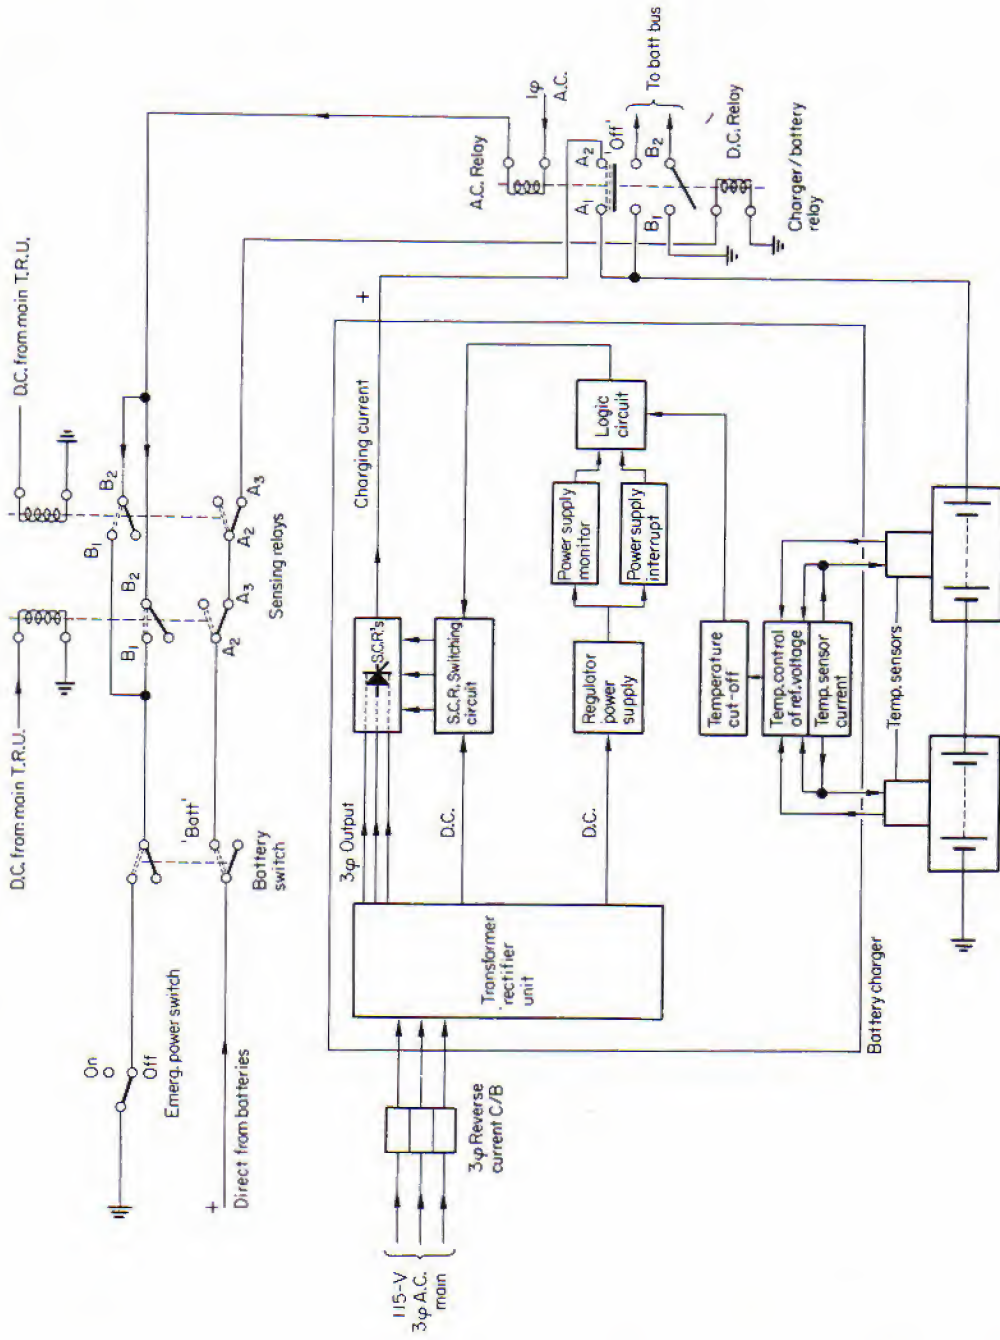 D.C. from main T.R.U.
D.C. from main T.R.U.
On
Off
Emerg. power switch
+
Direct from batteries
'Batt'
Battery
switch
B1
B2
A2
A3
B1
B2
A2
A3
Sensing relays
A.C. Relay
1φ
A.C.
A1
A2
'Off'
B1
B2
To batt bus
D.C. Relay
Charger / battery
relay
115-V
3φ A.C.
main
3φ Reverse
current C/B
Transformer
rectifier
unit
3φ Output
D.C.
D.C.
S.C.R.'s
S.C.R. Switching
circuit
Charging current
+
Regulator
power
supply
Power supply
monitor
Power supply
interrupt
Logic
circuit
Temperature
cut-off
Temp. control
of ref. voltage
Temp. sensor
current
Temp. sensors
Battery charger